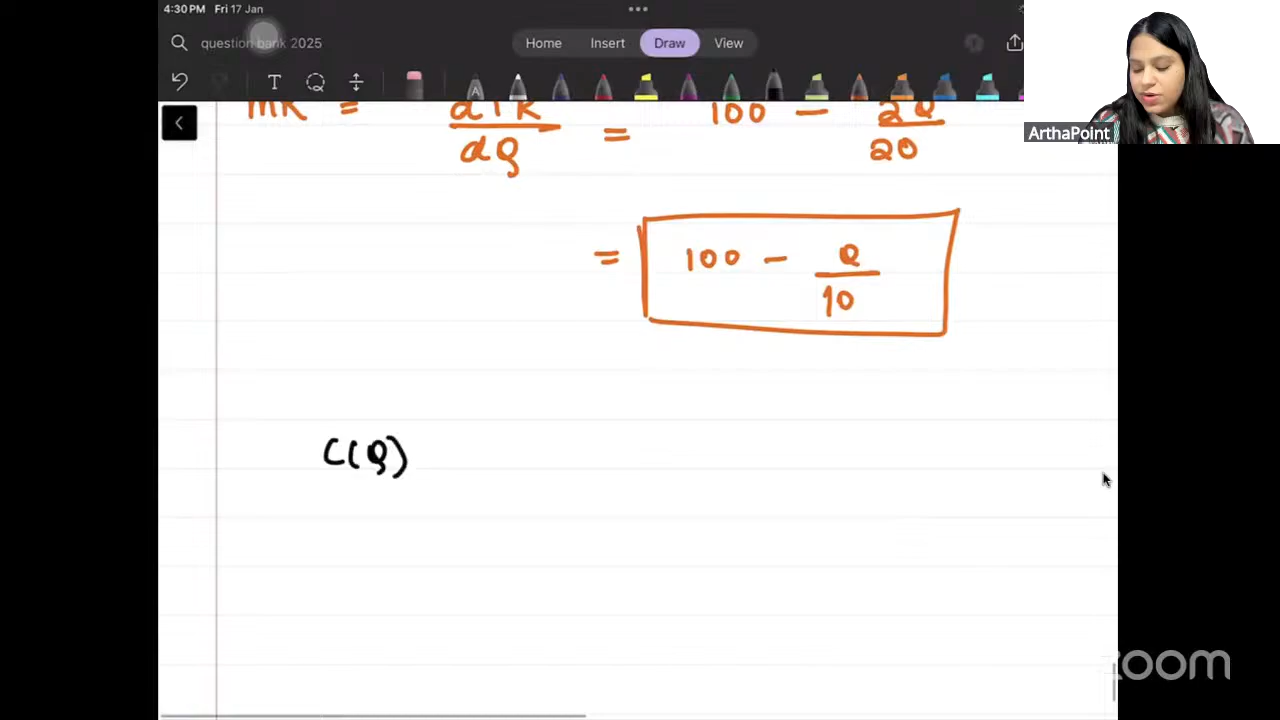 4:30 PM Fri 17 Jan
question bank 2025
Home Insert Draw View
T
A
MR = dTR / dQ = 100 - 2Q / 20
= 100 - Q / 10
C(Q)
ArthaPoint
zoom